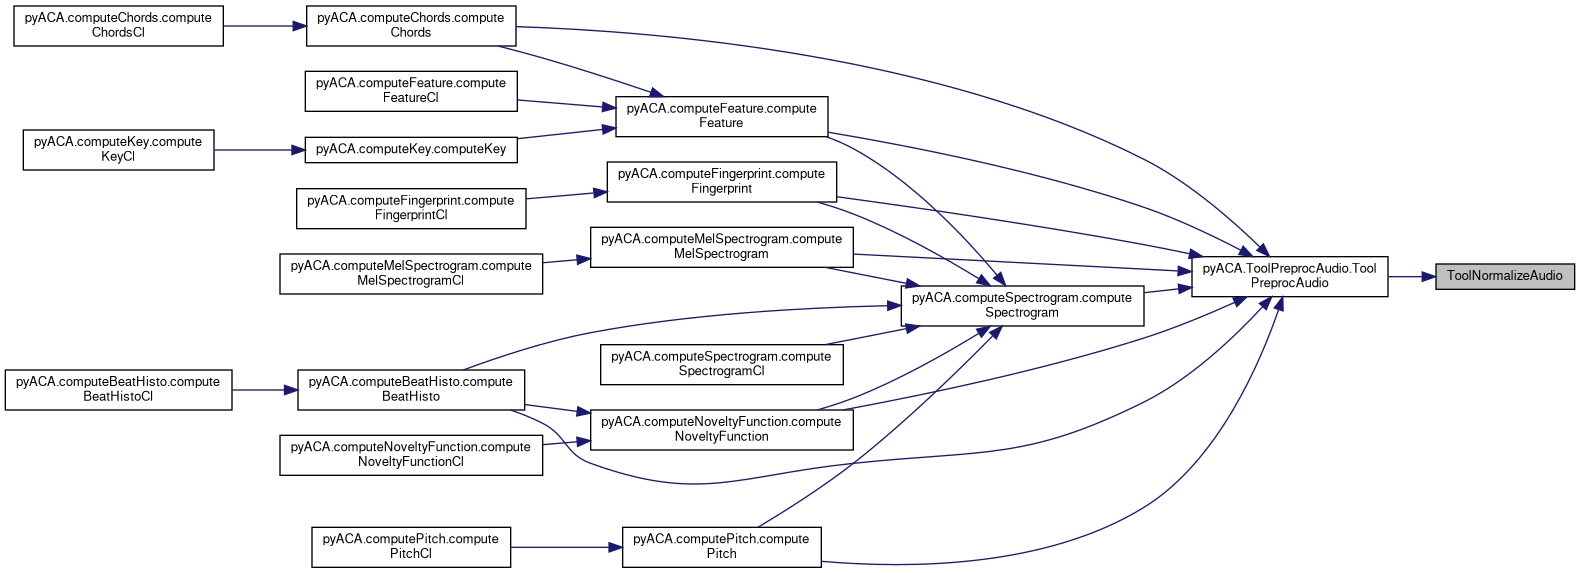 pyACA.computeChords.compute
ChordsCl
pyACA.computeChords.compute
Chords
pyACA.computeFeature.compute
FeatureCl
pyACA.computeFeature.compute
Feature
pyACA.computeKey.compute
KeyCl
pyACA.computeKey.computeKey
pyACA.computeFingerprint.compute
Fingerprint
pyACA.computeFingerprint.compute
FingerprintCl
pyACA.computeMelSpectrogram.compute
MelSpectrogram
pyACA.computeMelSpectrogram.compute
MelSpectrogramCl
pyACA.ToolPreprocAudio.Tool
PreprocAudio
ToolNormalizeAudio
pyACA.computeSpectrogram.compute
Spectrogram
pyACA.computeSpectrogram.compute
SpectrogramCl
pyACA.computeBeatHisto.compute
BeatHistoCl
pyACA.computeBeatHisto.compute
BeatHisto
pyACA.computeNoveltyFunction.compute
NoveltyFunction
pyACA.computeNoveltyFunction.compute
NoveltyFunctionCl
pyACA.computePitch.compute
PitchCl
pyACA.computePitch.compute
Pitch